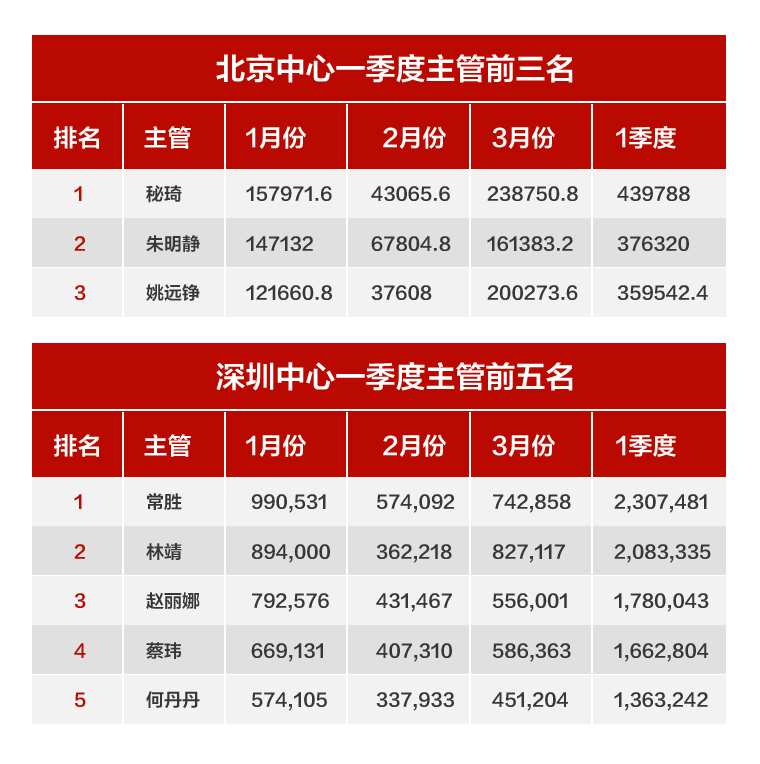 北京中心一季度主管前三名
排名 主管 1月份 2月份 3月份 1季度
1 秘琦 157971.6 43065.6 238750.8 439788
2 朱明静 147132 67804.8 161383.2 376320
3 姚远铮 121660.8 37608 200273.6 359542.4
深圳中心一季度主管前五名
排名 主管 1月份 2月份 3月份 1季度
1 常胜 990,531 574,092 742,858 2,307,481
2 林靖 894,000 362,218 827,117 2,083,335
3 赵丽娜 792,576 431,467 556,001 1,780,043
4 蔡玮 669,131 407,310 586,363 1,662,804
5 何丹丹 574,105 337,933 451,204 1,363,242